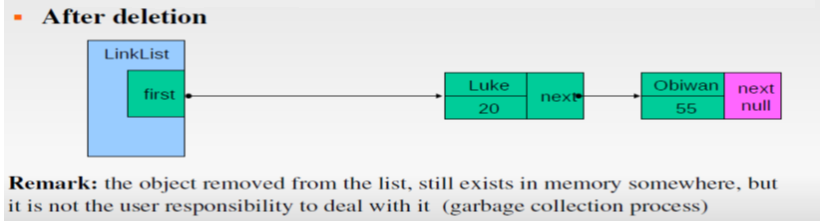 ▪ After deletion
LinkList
first
Luke
20
next
Obiwan
55
next
null
Remark: the object removed from the list, still exists in memory somewhere, but
it is not the user responsibility to deal with it (garbage collection process)